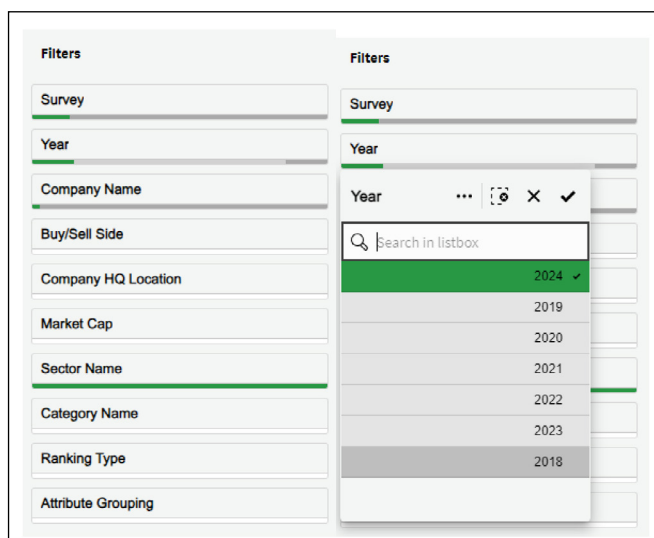 Filters
Survey
Year
Company Name
Buy/Sell Side
Company HQ Location
Market Cap
Sector Name
Category Name
Ranking Type
Attribute Grouping
Filters
Survey
Year
Year
Search in listbox
2024
2019
2020
2021
2022
2023
2018